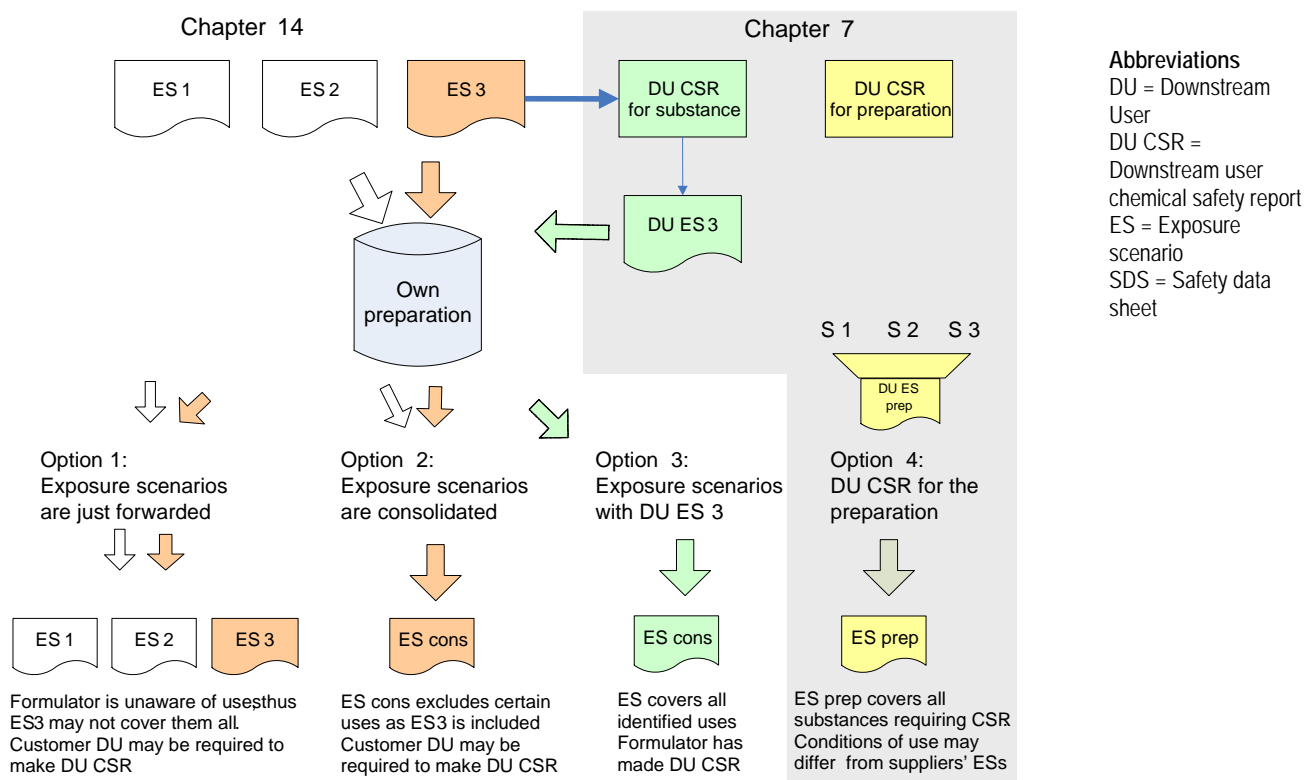 Chapter 14
Chapter 7
ES 1
ES 2
ES 3
DU CSR
for substance
DU CSR
for preparation
DU ES 3
Own
preparation
S 1 S 2 S 3
DU ES
prep
Option 1:
Exposure scenarios
are just forwarded
Option 2:
Exposure scenarios
are consolidated
Option 3:
Exposure scenarios
with DU ES 3
Option 4:
DU CSR for the
preparation
ES 1
ES 2
ES 3
ES cons
ES cons
ES prep
Formulator is unaware of uses,thus
ES3 may not cover them all.
Customer DU may be required to
make DU CSR
ES cons excludes certain
uses as ES3 is included
Customer DU may be
required to make DU CSR
ES covers all
identified uses
Formulator has
made DU CSR
ES prep covers all
substances requiring CSR
Conditions of use may
differ from suppliers' ESs
Abbreviations
DU = Downstream
User
DU CSR =
Downstream user
chemical safety report
ES = Exposure
scenario
SDS = Safety data
sheet